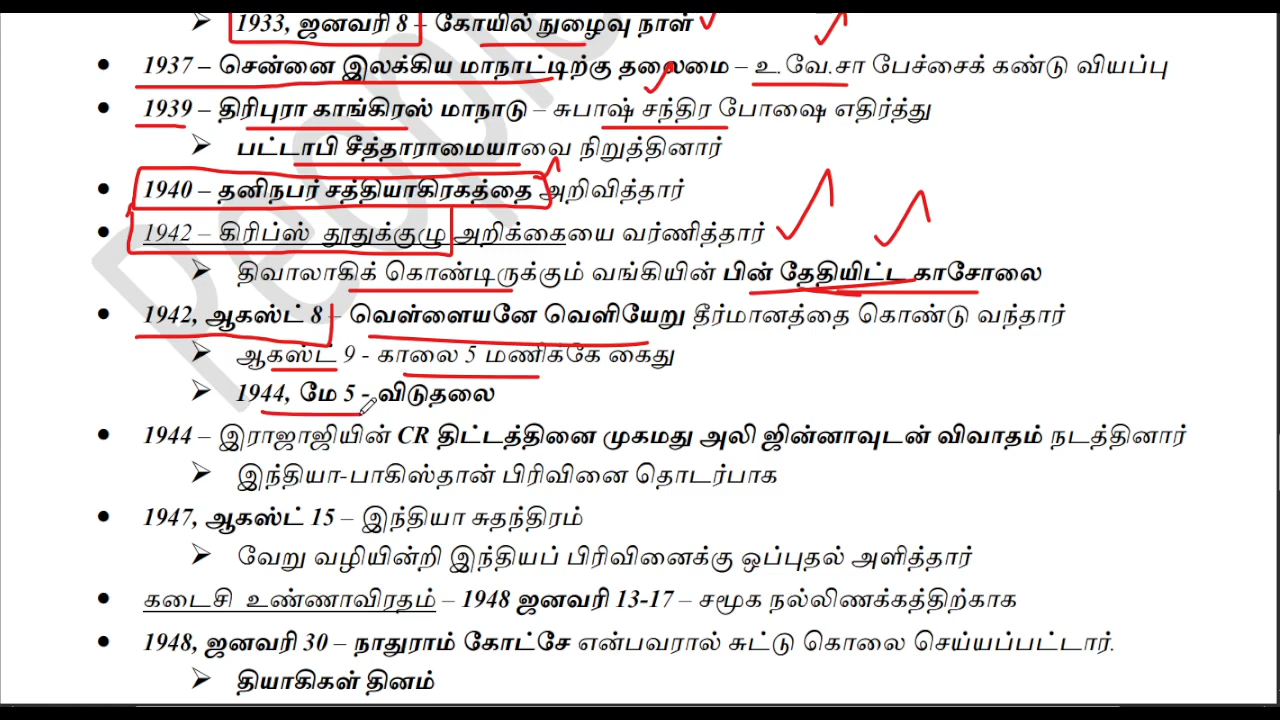 ➢ 1933, ஜனவரி 8 – கோயில் நுழைவு நாள்
• 1937 – சென்னை இலக்கிய மாநாட்டிற்கு தலைமை – உ.வே.சா பேச்சைக் கண்டு வியப்பு
• 1939 – திரிபுரா காங்கிரஸ் மாநாடு – சுபாஷ் சந்திர போஷை எதிர்த்து
➢ பட்டாபி சீத்தாராமையாவை நிறுத்தினார்
• 1940 – தனிநபர் சத்தியாகிரகத்தை அறிவித்தார்
• 1942 – கிரிப்ஸ் தூதுக்குழு அறிக்கையை வர்ணித்தார்
➢ திவாலாகிக் கொண்டிருக்கும் வங்கியின் பின் தேதியிட்ட காசோலை
• 1942, ஆகஸ்ட் 8 – வெள்ளையனே வெளியேறு தீர்மானத்தை கொண்டு வந்தார்
➢ ஆகஸ்ட் 9 - காலை 5 மணிக்கே கைது
➢ 1944, மே 5 - விடுதலை
• 1944 – இராஜாஜியின் CR திட்டத்தினை முகமது அலி ஜின்னாவுடன் விவாதம் நடத்தினார்
➢ இந்தியா-பாகிஸ்தான் பிரிவினை தொடர்பாக
• 1947, ஆகஸ்ட் 15 – இந்தியா சுதந்திரம்
➢ வேறு வழியின்றி இந்தியப் பிரிவினைக்கு ஒப்புதல் அளித்தார்
• கடைசி உண்ணாவிரதம் – 1948 ஜனவரி 13-17 – சமூக நல்லிணக்கத்திற்காக
• 1948, ஜனவரி 30 – நாதுராம் கோட்சே என்பவரால் சுட்டு கொலை செய்யப்பட்டார்.
➢ தியாகிகள் தினம்